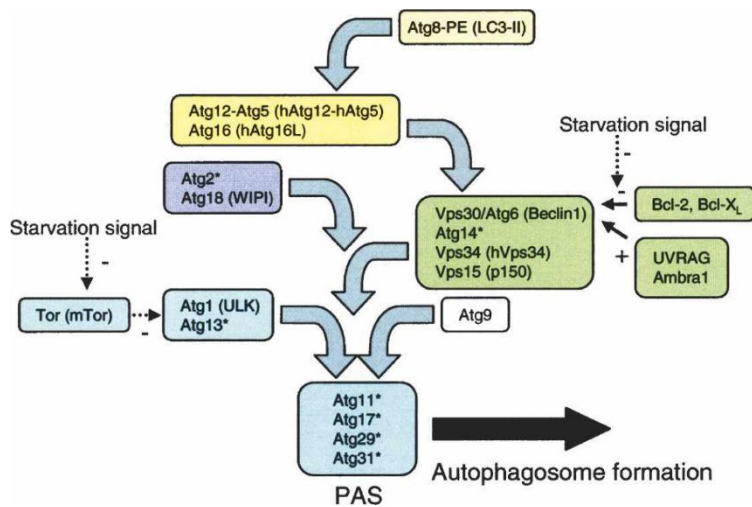 Atg8-PE (LC3-II)
Atg12-Atg5 (hAtg12-hAtg5)
Atg16 (hAtg16L)
Starvation signal
-
Atg2*
Atg18 (WIPI)
-
Bcl-2, Bcl-XL
Vps30/Atg6 (Beclin1)
Atg14*
Vps34 (hVps34)
Vps15 (p150)
Starvation signal
-
+
UVRAG
Ambra1
Tor (mTor)
-
Atg1 (ULK)
Atg13*
Atg9
Atg11*
Atg17*
Atg29*
Atg31*
Autophagosome formation
PAS